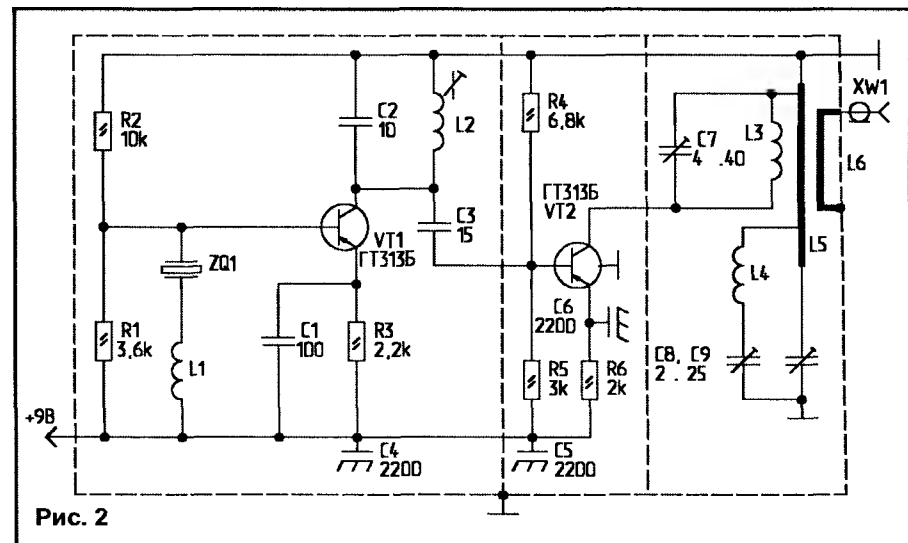 R2
10k
R1
3,6k
+9В
ZQ1
L1
C1
100
C2
10
L2
C3
15
VT1
ГТ313Б
R3
2,2k
C4
2200
R4
6,8k
ГТ313Б
VT2
C6
2200
R5
3k
R6
2k
C5
2200
C7
4 . 40
L3
L4
C8, C9
2 . 25
L5
L6
XW1
Рис. 2